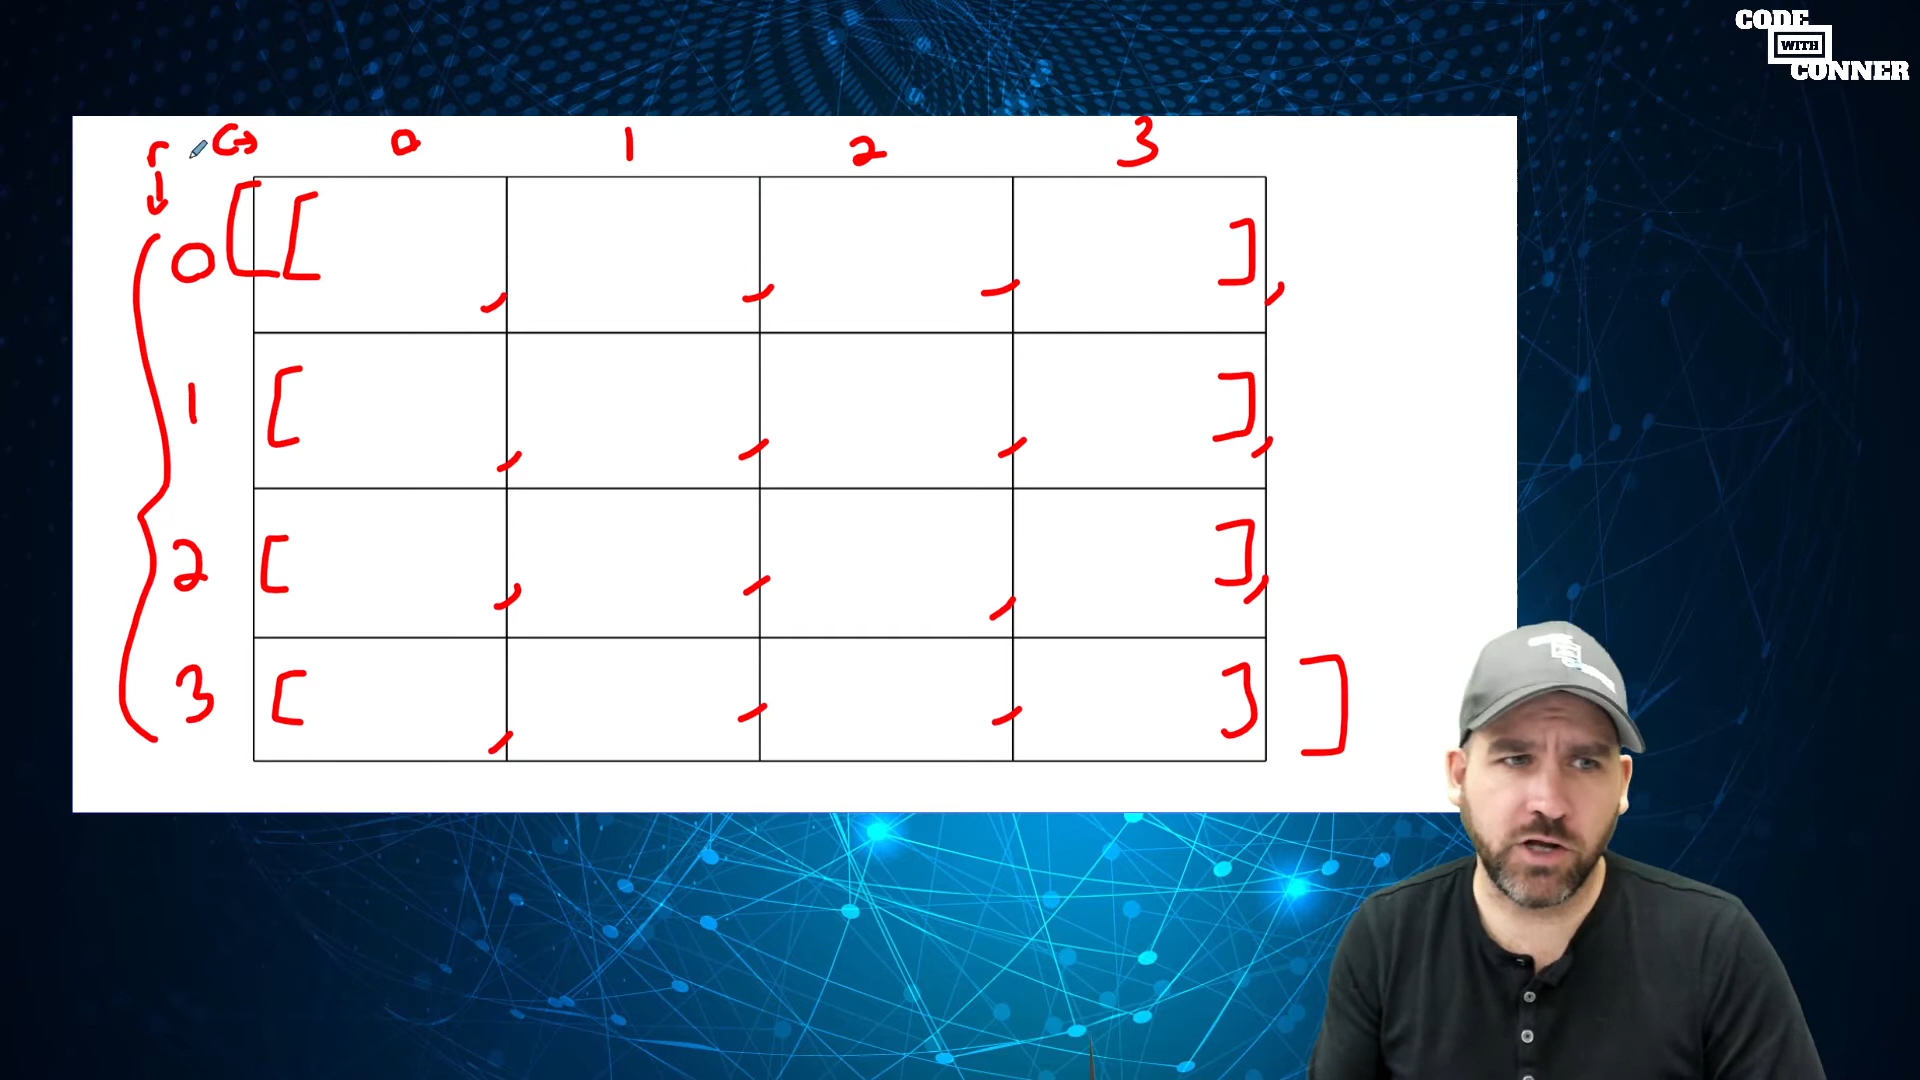 CODE
WITH
CONNER
r C→ 0 1 2 3
0 [ [ , , , ] ,
1 [ , , , ] ,
2 [ , , , ] ,
3 [ , , , ] ]